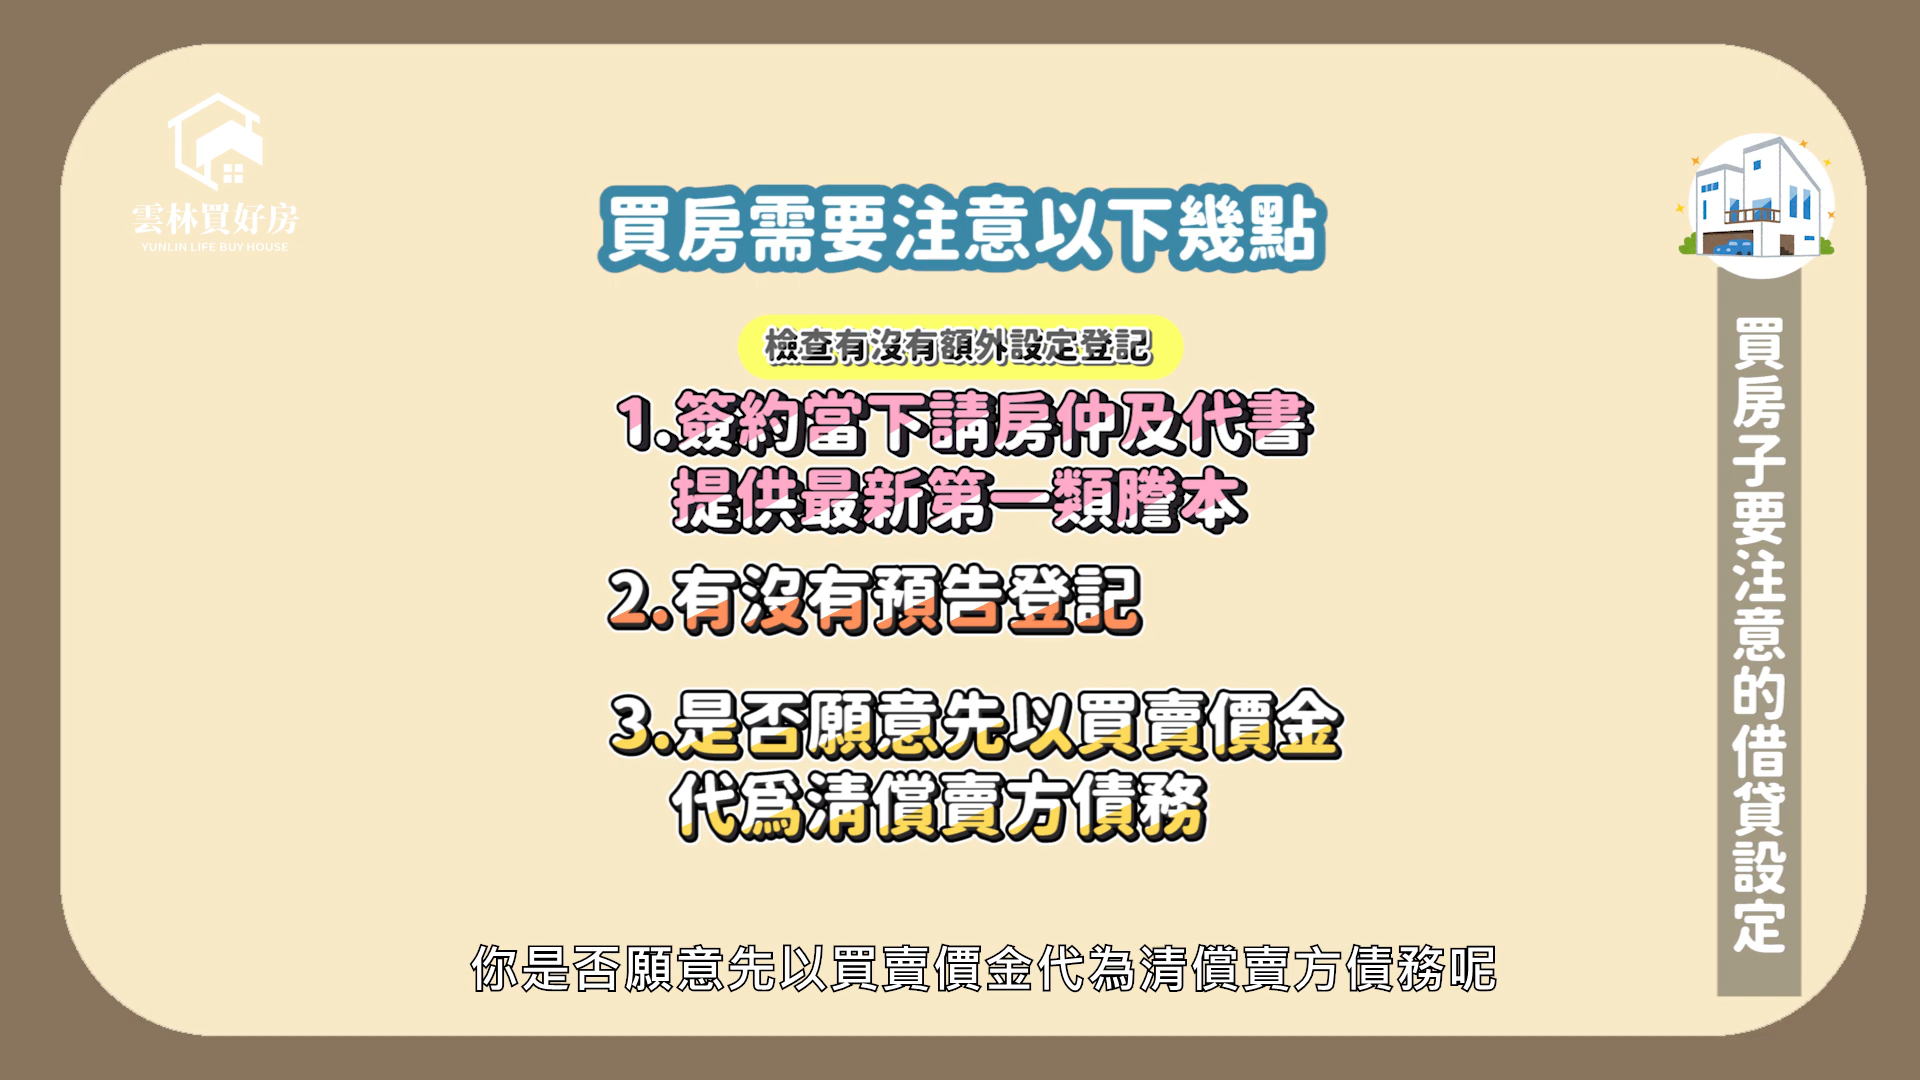 雲林買好房
YUNLIN LIFE BUY HOUSE
買房需要注意以下幾點
檢查有沒有額外設定登記
1.簽約當下請房仲及代書
提供最新第一類謄本
2.有沒有預告登記
3.是否願意先以買賣價金
代為清償賣方債務
買房子要注意的借貸設定
你是否願意先以買賣價金代為清償賣方債務呢